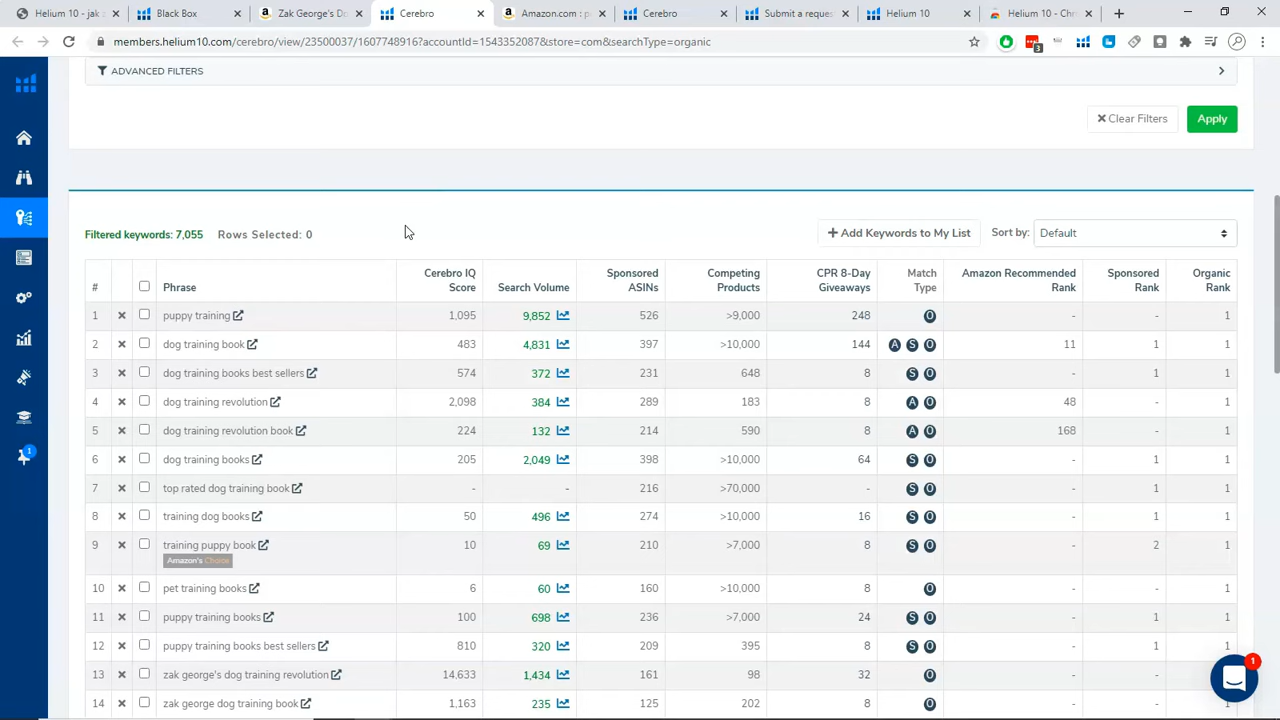 Helium 10 - jak z
Black Box
Zak George's Do
Cerebro
Amazon.com : p
Cerebro
Submit a reques
Helium 10
Helium 10 - Chr
members.helium10.com/cerebro/view/23500037/1607748916?accountId=1543352087&store=com&searchType=organic
3
ADVANCED FILTERS
Clear Filters
Apply
Filtered keywords: 7,055 Rows Selected: 0
Add Keywords to My List Sort by: Default
# Phrase Cerebro IQ Score Search Volume Sponsored ASINs Competing Products CPR 8-Day Giveaways Match Type Amazon Recommended Rank Sponsored Rank Organic Rank
1 puppy training 1,095 9,852 526 >9,000 248 O - - 1
2 dog training book 483 4,831 397 >10,000 144 A S O 11 1 1
3 dog training books best sellers 574 372 231 648 8 S O - 1 1
4 dog training revolution 2,098 384 289 183 8 A O 48 - 1
5 dog training revolution book 224 132 214 590 8 A O 168 - 1
6 dog training books 205 2,049 398 >10,000 64 S O - 1 1
7 top rated dog training book - - 216 >70,000 - S O - 1 1
8 training dog books 50 496 274 >10,000 16 S O - 1 1
9 training puppy book 10 69 210 >7,000 8 S O - 2 1
Amazon's Choice
10 pet training books 6 60 160 >10,000 8 O - - 1
11 puppy training books 100 698 236 >7,000 24 S O - 1 1
12 puppy training books best sellers 810 320 209 395 8 S O - 1 1
13 zak george's dog training revolution 14,633 1,434 161 98 32 O - - 1
14 zak george dog training book 1,163 235 125 202 8 O - - 1
1
1